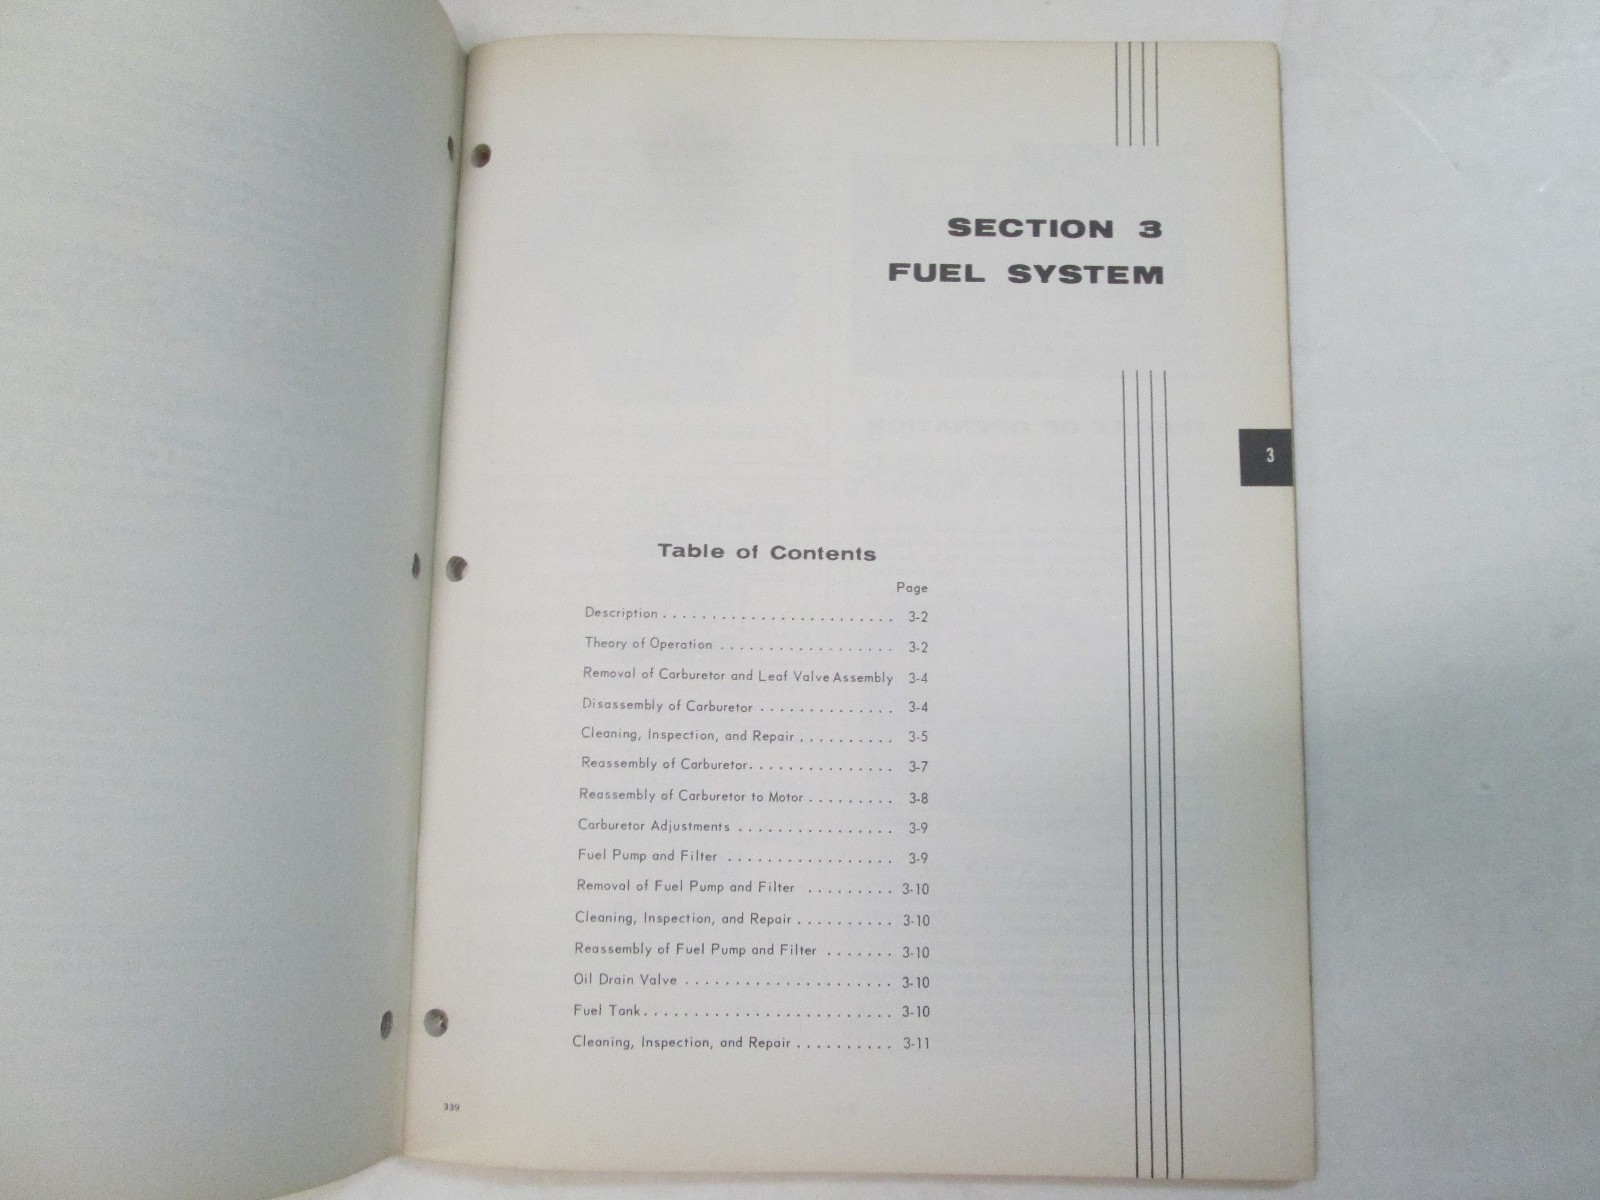 SECTION 3
FUEL SYSTEM
3
Table of Contents
Page
Description . . . . . . . . . . . . . . . . . . . . . . . . 3-2
Theory of Operation . . . . . . . . . . . . . . . . . . 3-2
Removal of Carburetor and Leaf Valve Assembly 3-4
Disassembly of Carburetor . . . . . . . . . . . . . . 3-4
Cleaning, Inspection, and Repair . . . . . . . . . . 3-5
Reassembly of Carburetor. . . . . . . . . . . . . . . 3-7
Reassembly of Carburetor to Motor . . . . . . . . . 3-8
Carburetor Adjustments . . . . . . . . . . . . . . . . 3-9
Fuel Pump and Filter . . . . . . . . . . . . . . . . . 3-9
Removal of Fuel Pump and Filter . . . . . . . . . 3-10
Cleaning, Inspection, and Repair . . . . . . . . . . 3-10
Reassembly of Fuel Pump and Filter . . . . . . . 3-10
Oil Drain Valve . . . . . . . . . . . . . . . . . . . . . 3-10
Fuel Tank. . . . . . . . . . . . . . . . . . . . . . . . . 3-10
Cleaning, Inspection, and Repair . . . . . . . . . . 3-11
339